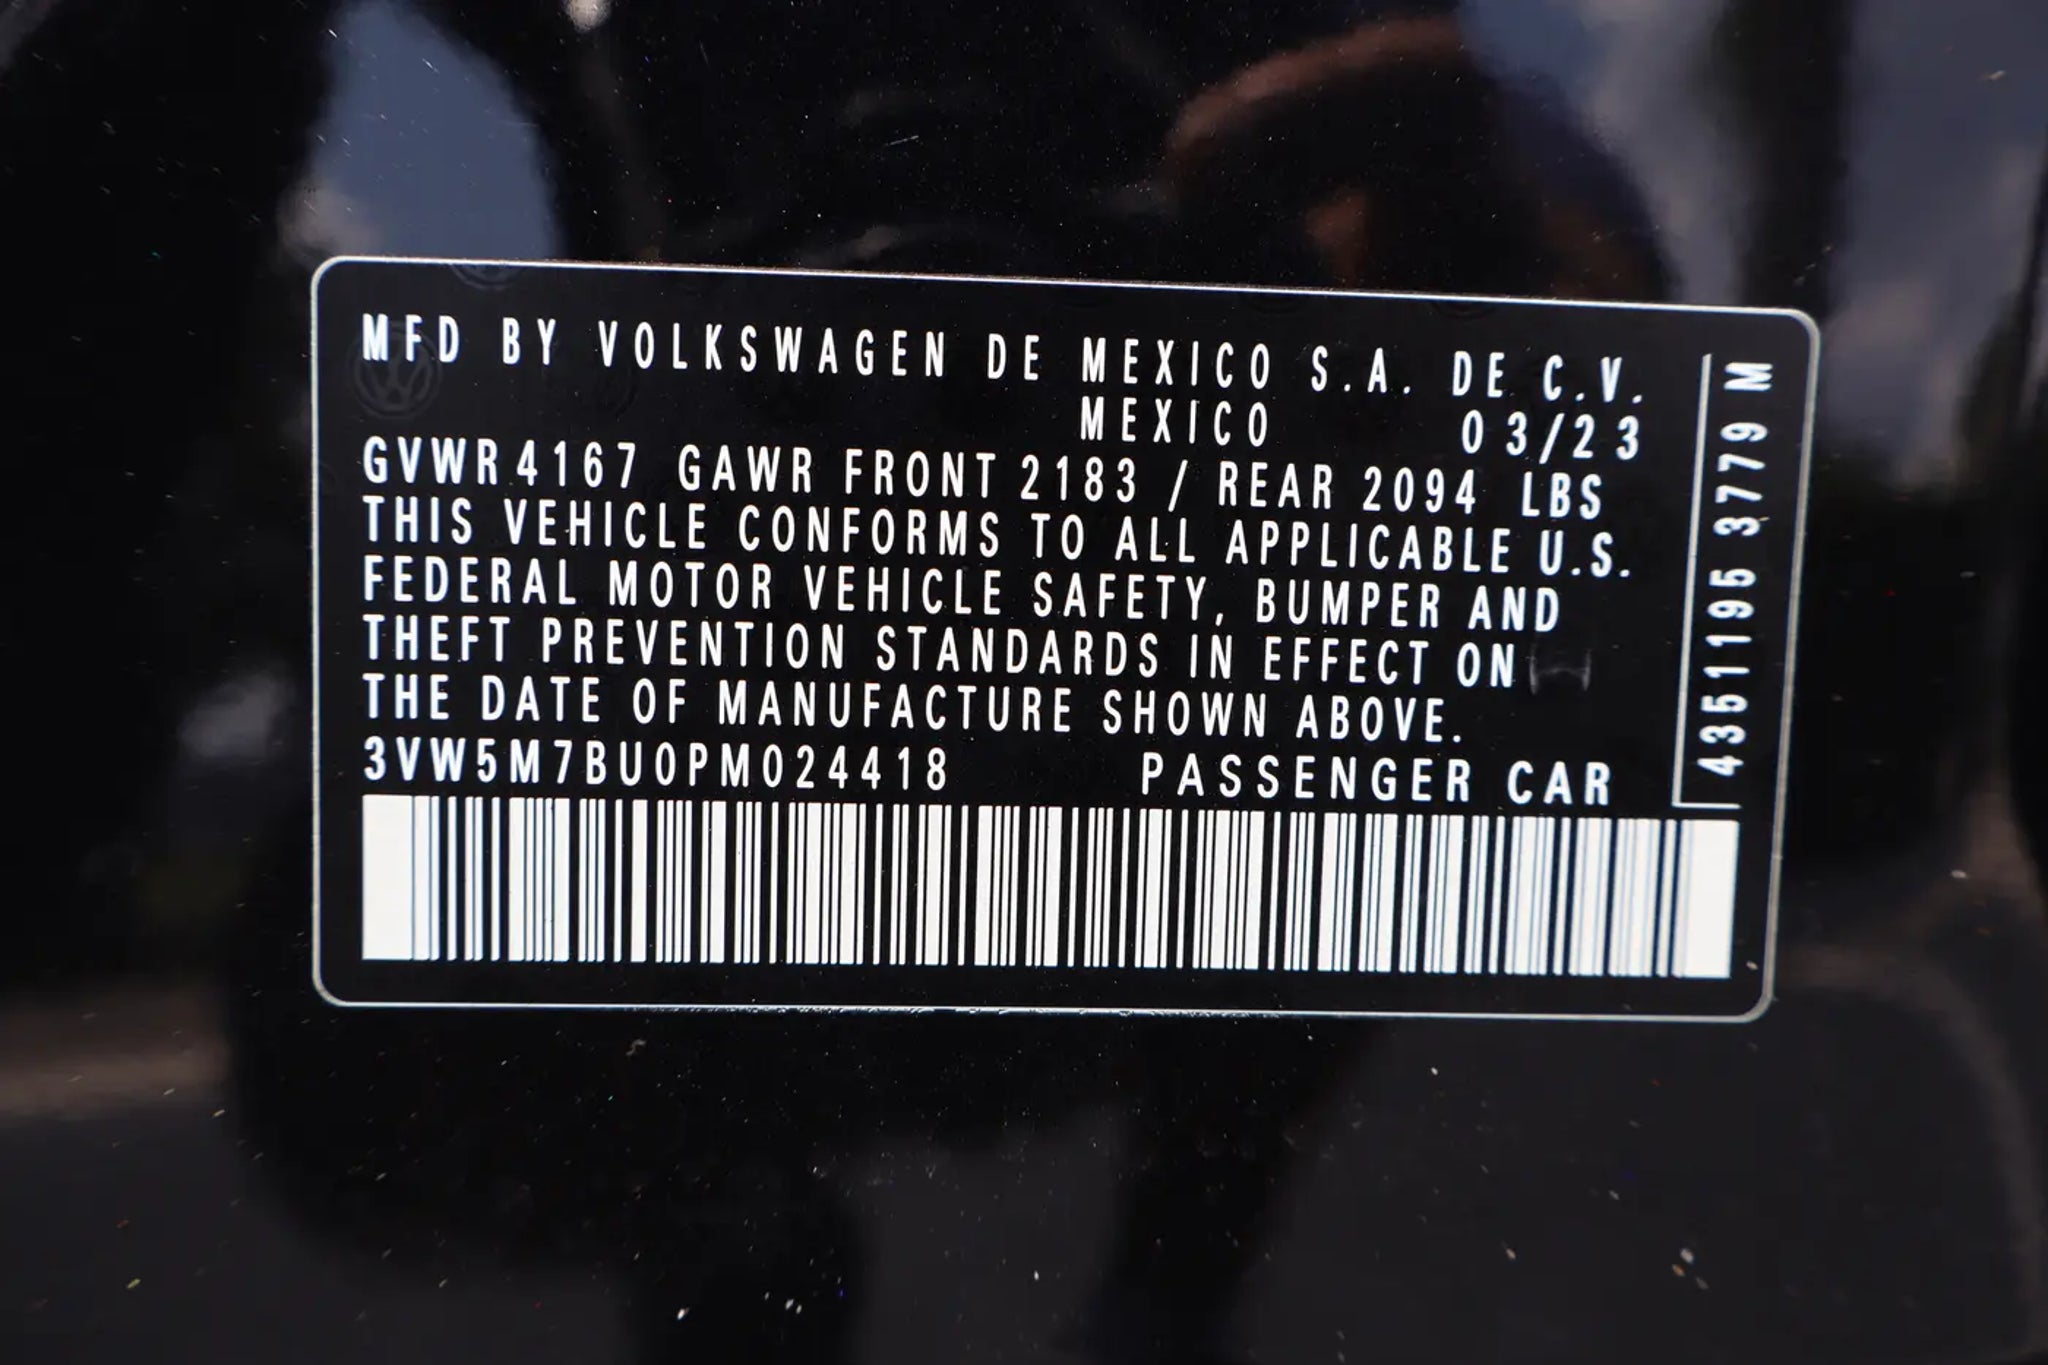 MFD BY VOLKSWAGEN DE MEXICO S.A. DE C.V.
MEXICO 03/23
GVWR 4167 GAWR FRONT 2183 / REAR 2094 LBS
THIS VEHICLE CONFORMS TO ALL APPLICABLE U.S.
FEDERAL MOTOR VEHICLE SAFETY, BUMPER AND
THEFT PREVENTION STANDARDS IN EFFECT ON
THE DATE OF MANUFACTURE SHOWN ABOVE.
3VW5M7BU0PM024418 PASSENGER CAR
4351195 3779 M